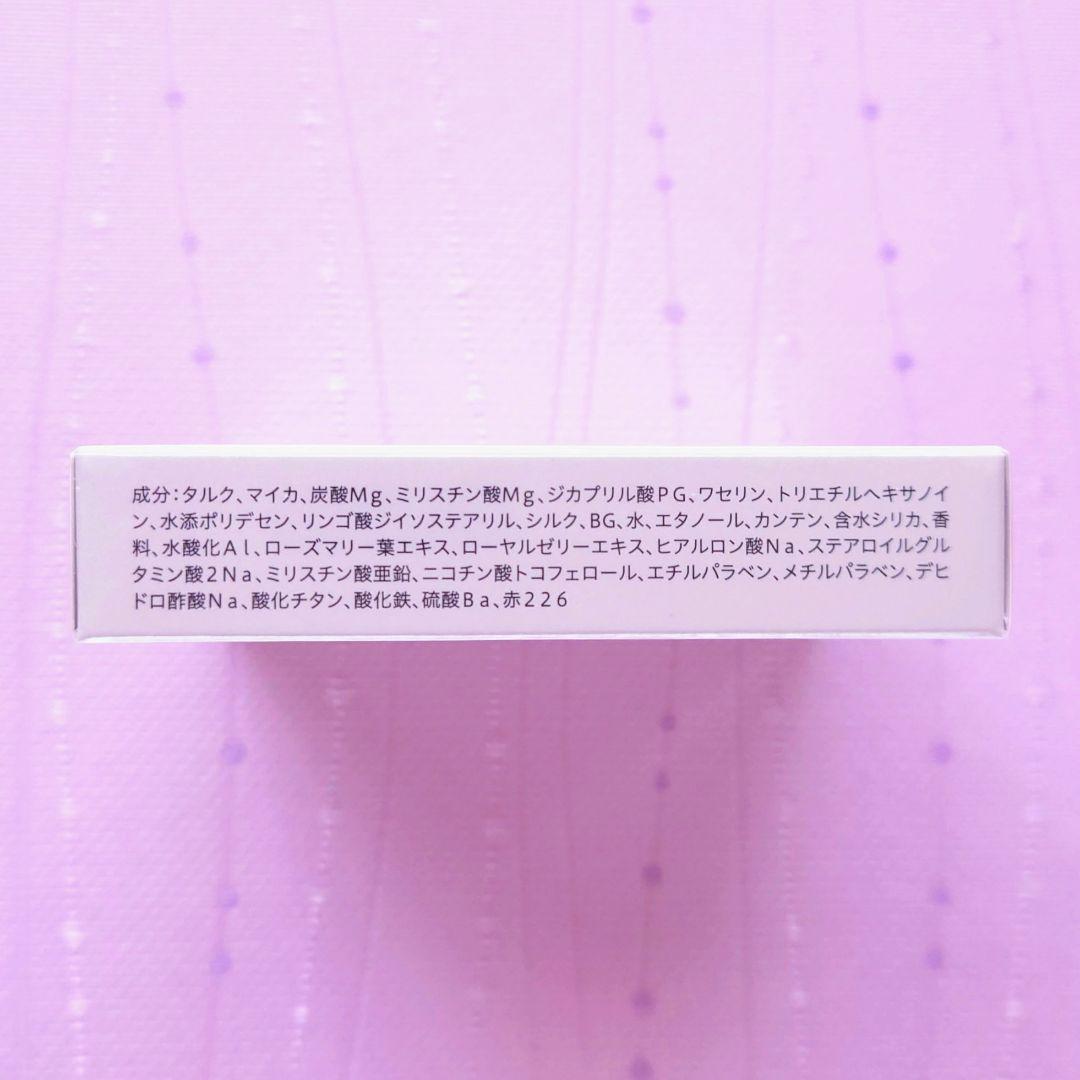 成分:タルク、マイカ、炭酸Mg、ミリスチン酸Mg、ジカプリル酸PG、ワセリン、トリエチルヘキサノイ
ン、水添ポリデセン、リンゴ酸ジイソステアリル、シルク、BG、水、エタノール、カンテン、含水シリカ、香
料、水酸化Al、ローズマリー葉エキス、ローヤルゼリーエキス、ヒアルロン酸Na、ステアロイルグル
タミン酸2Na、ミリスチン酸亜鉛、ニコチン酸トコフェロール、エチルパラベン、メチルパラベン、デヒ
ドロ酢酸Na、酸化チタン、酸化鉄、硫酸Ba、赤226